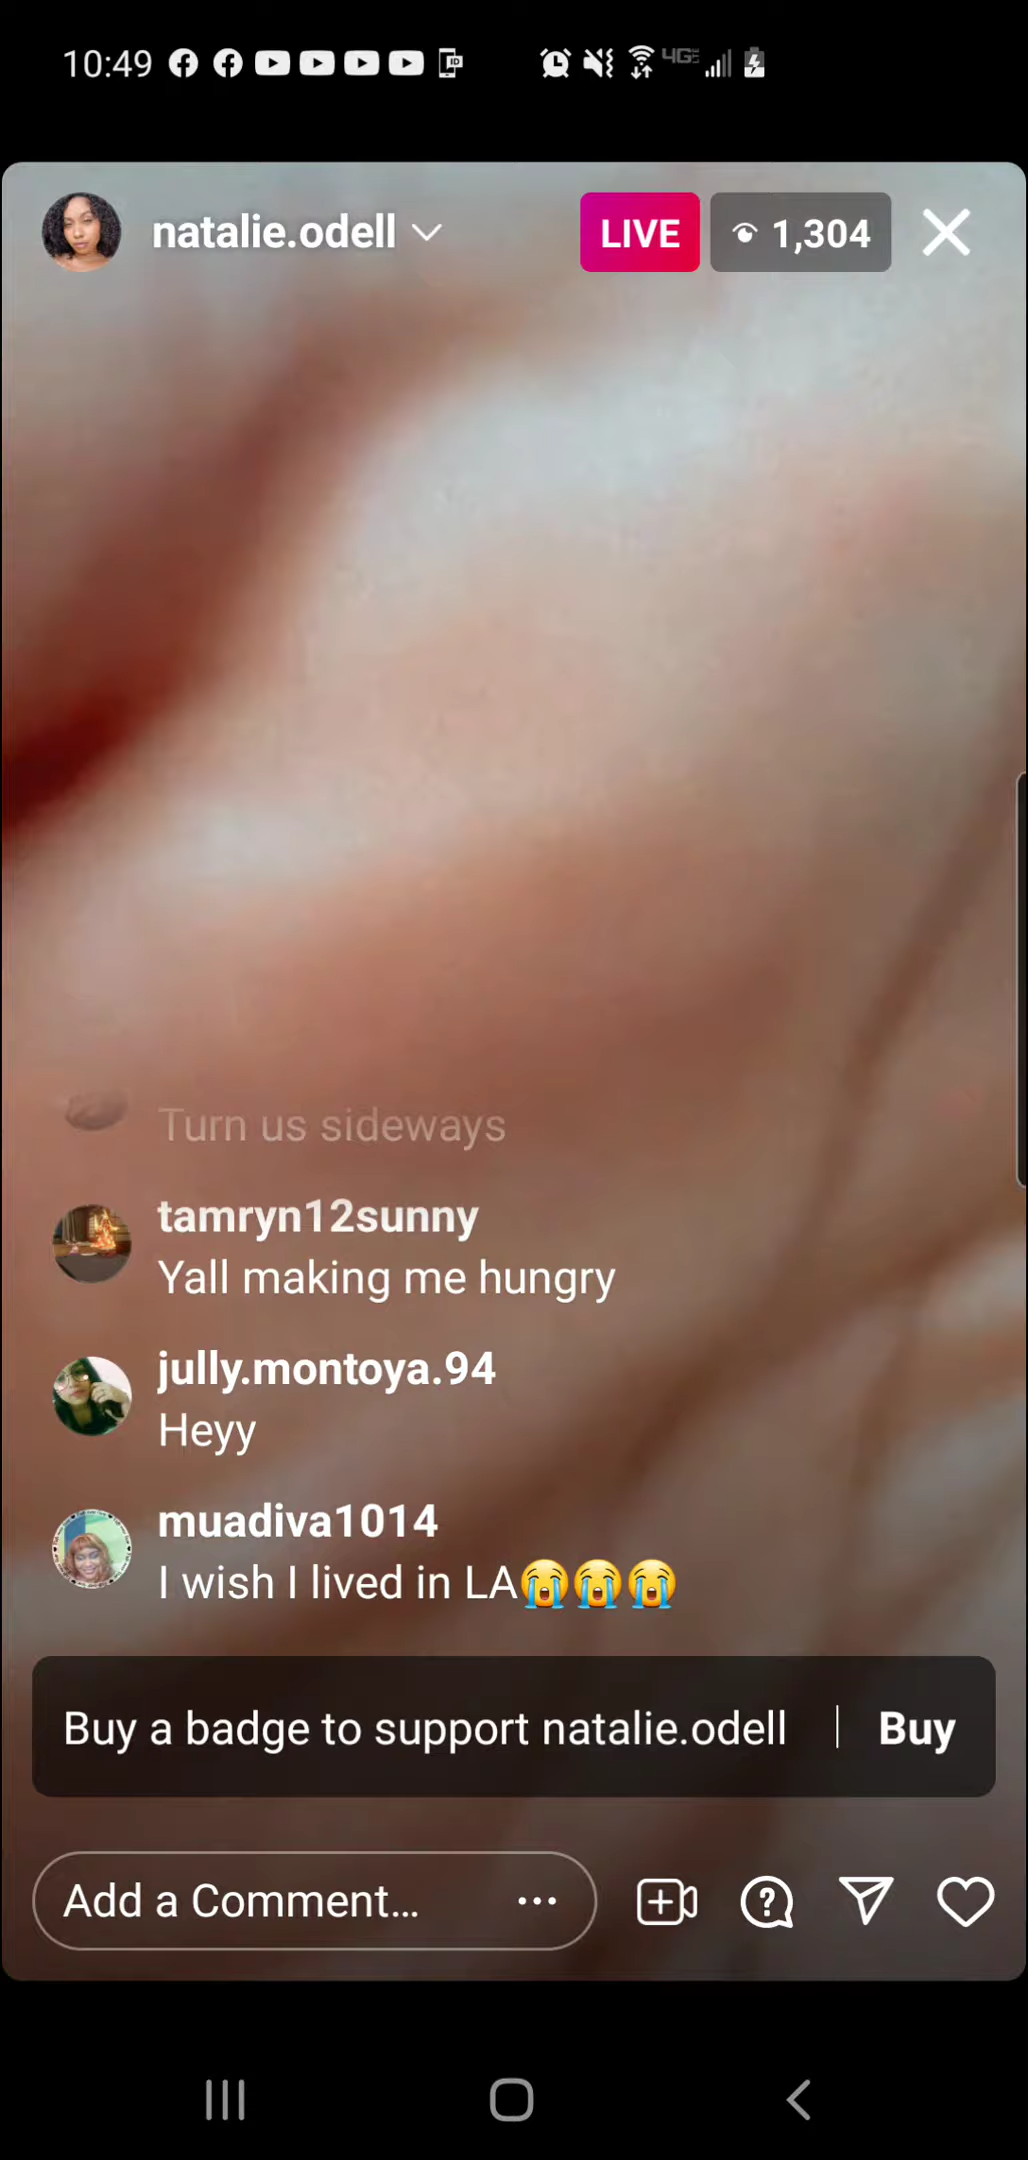 10:49
4GE
natalie.odell
LIVE
1,304
Turn us sideways
tamryn12sunny
Yall making me hungry
jully.montoya.94
Heyy
muadiva1014
I wish I lived in LA😭😭😭
Buy a badge to support natalie.odell | Buy
Add a Comment...